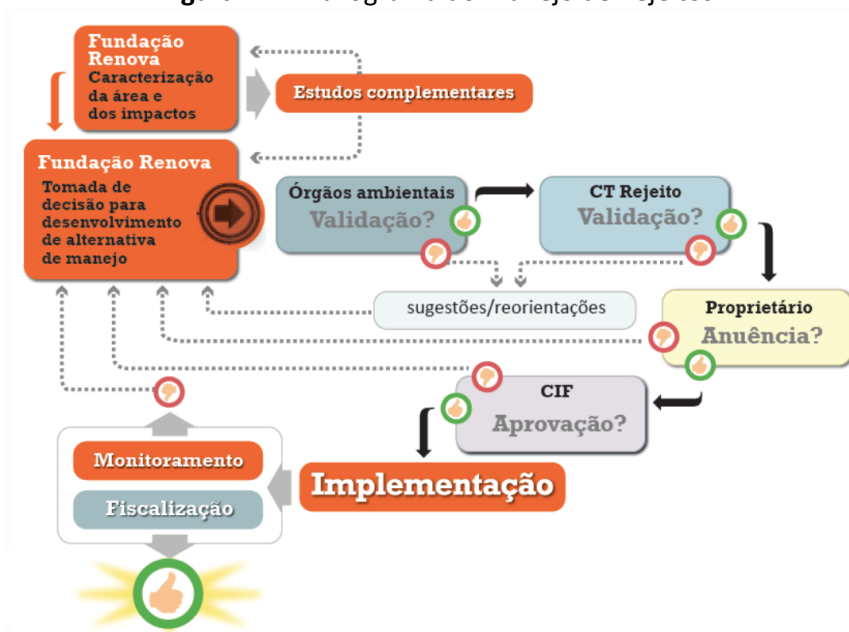 Fundação
Renova
Caracterização
da área e
dos impactos
Estudos complementares
Fundação Renova
Tomada de
decisão para
desenvolvimento
de alternativa
de manejo
Órgãos ambientais
Validação?
CT Rejeito
Validação?
sugestões/reorientações
Proprietário
Anuência?
CIF
Aprovação?
Implementação
Monitoramento
Fiscalização